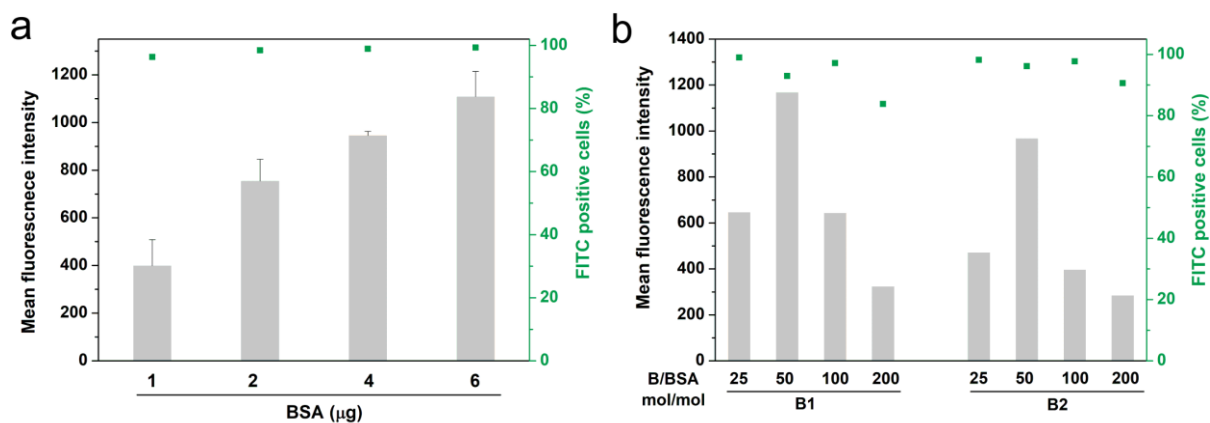 a
Mean fluorescnece intensity
1200
1000
800
600
400
200
0
100
80
60
40
20
0
FITC positive cells (%)
1 2 4 6
BSA (μg)
b
Mean fluorescence intensity
1400
1200
1000
800
600
400
200
0
100
80
60
40
20
0
FITC positive cells (%)
B/BSA 25 50 100 200 25 50 100 200
mol/mol B1 B2